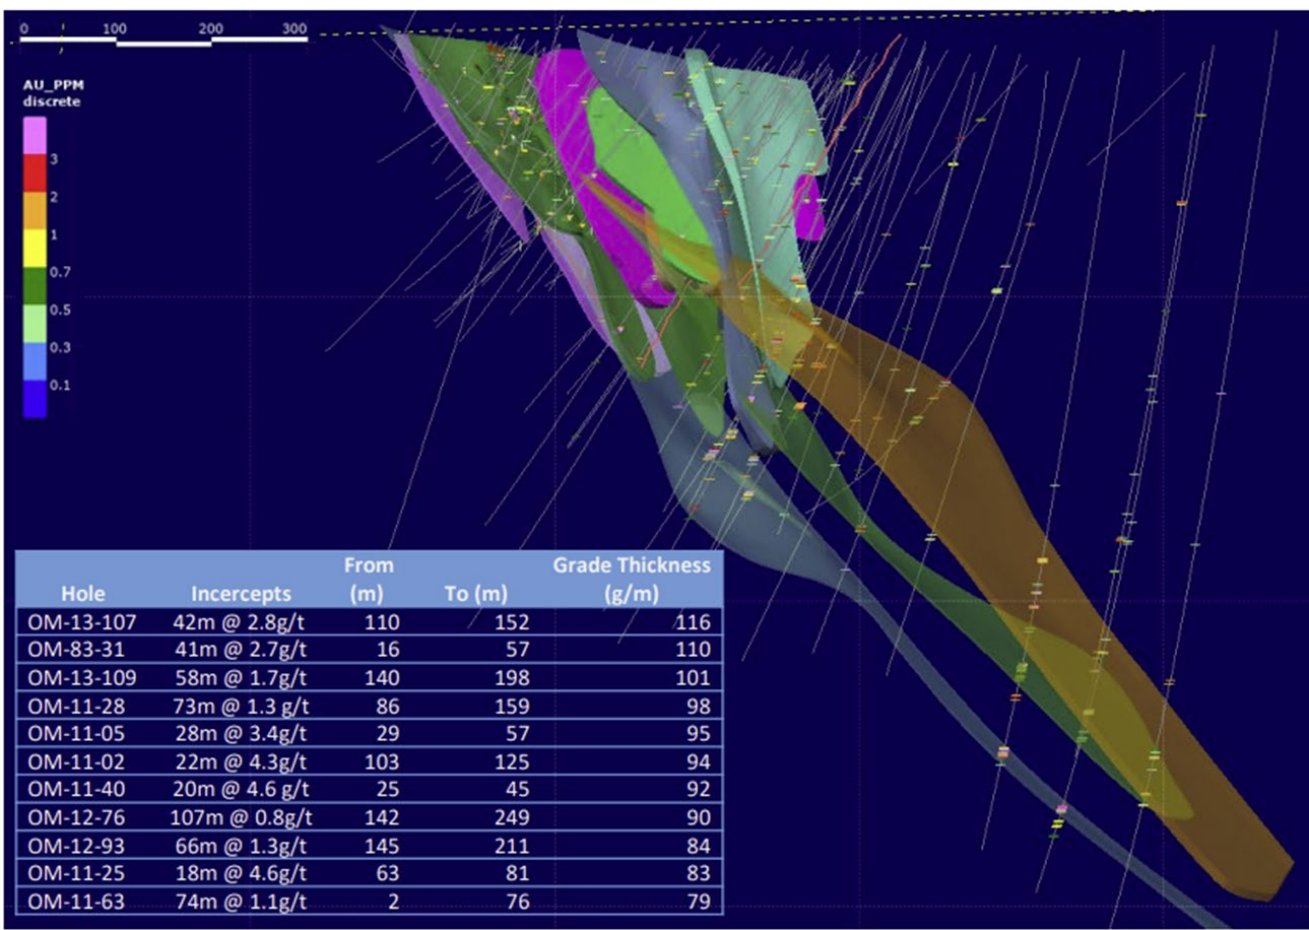 0 100 200 300
AU_PPM
discrete
3
2
1
0.7
0.5
0.3
0.1
Hole Incercepts From (m) To (m) Grade Thickness (g/m)
OM-13-107 42m @ 2.8g/t 110 152 116
OM-83-31 41m @ 2.7g/t 16 57 110
OM-13-109 58m @ 1.7g/t 140 198 101
OM-11-28 73m @ 1.3 g/t 86 159 98
OM-11-05 28m @ 3.4g/t 29 57 95
OM-11-02 22m @ 4.3g/t 103 125 94
OM-11-40 20m @ 4.6 g/t 25 45 92
OM-12-76 107m @ 0.8g/t 142 249 90
OM-12-93 66m @ 1.3g/t 145 211 84
OM-11-25 18m @ 4.6g/t 63 81 83
OM-11-63 74m @ 1.1g/t 2 76 79